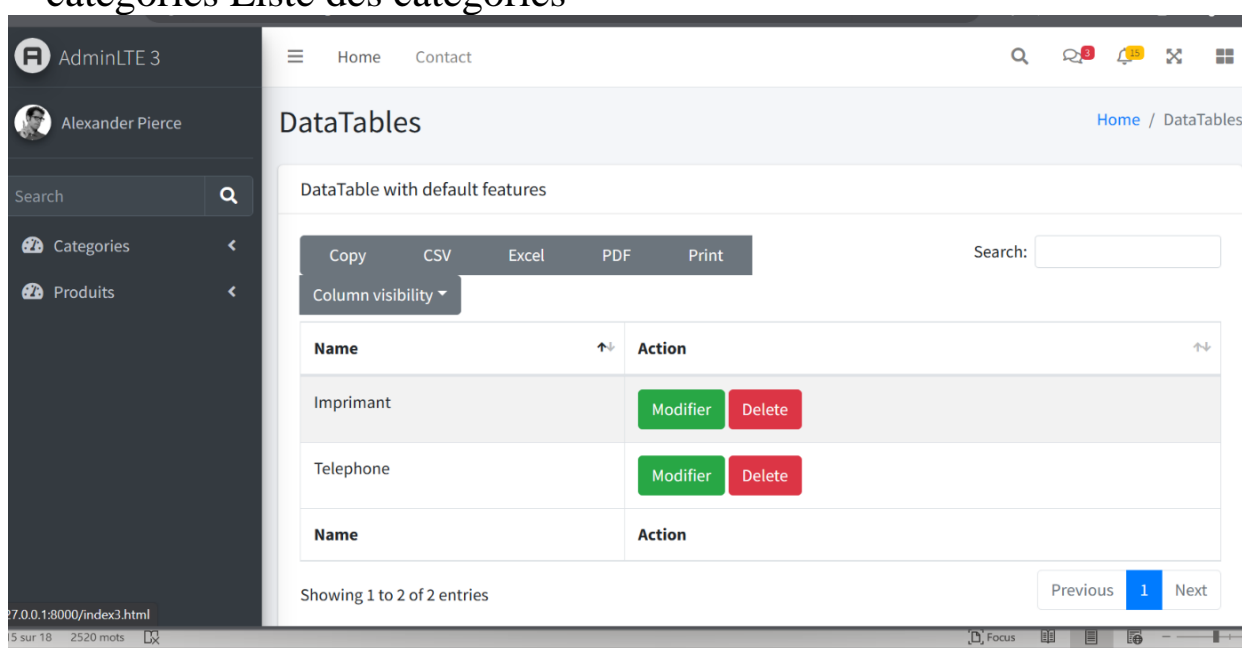 categories Liste des categories
AdminLTE 3
Home Contact
3
15
Alexander Pierce
DataTables
Home / DataTables
Search
DataTable with default features
Categories
Produits
Copy CSV Excel PDF Print
Column visibility
Search:
Name Action
Imprimant Modifier Delete
Telephone Modifier Delete
Name Action
Showing 1 to 2 of 2 entries
Previous 1 Next
27.0.0.1:8000/index3.html
15 sur 18 2520 mots
Focus